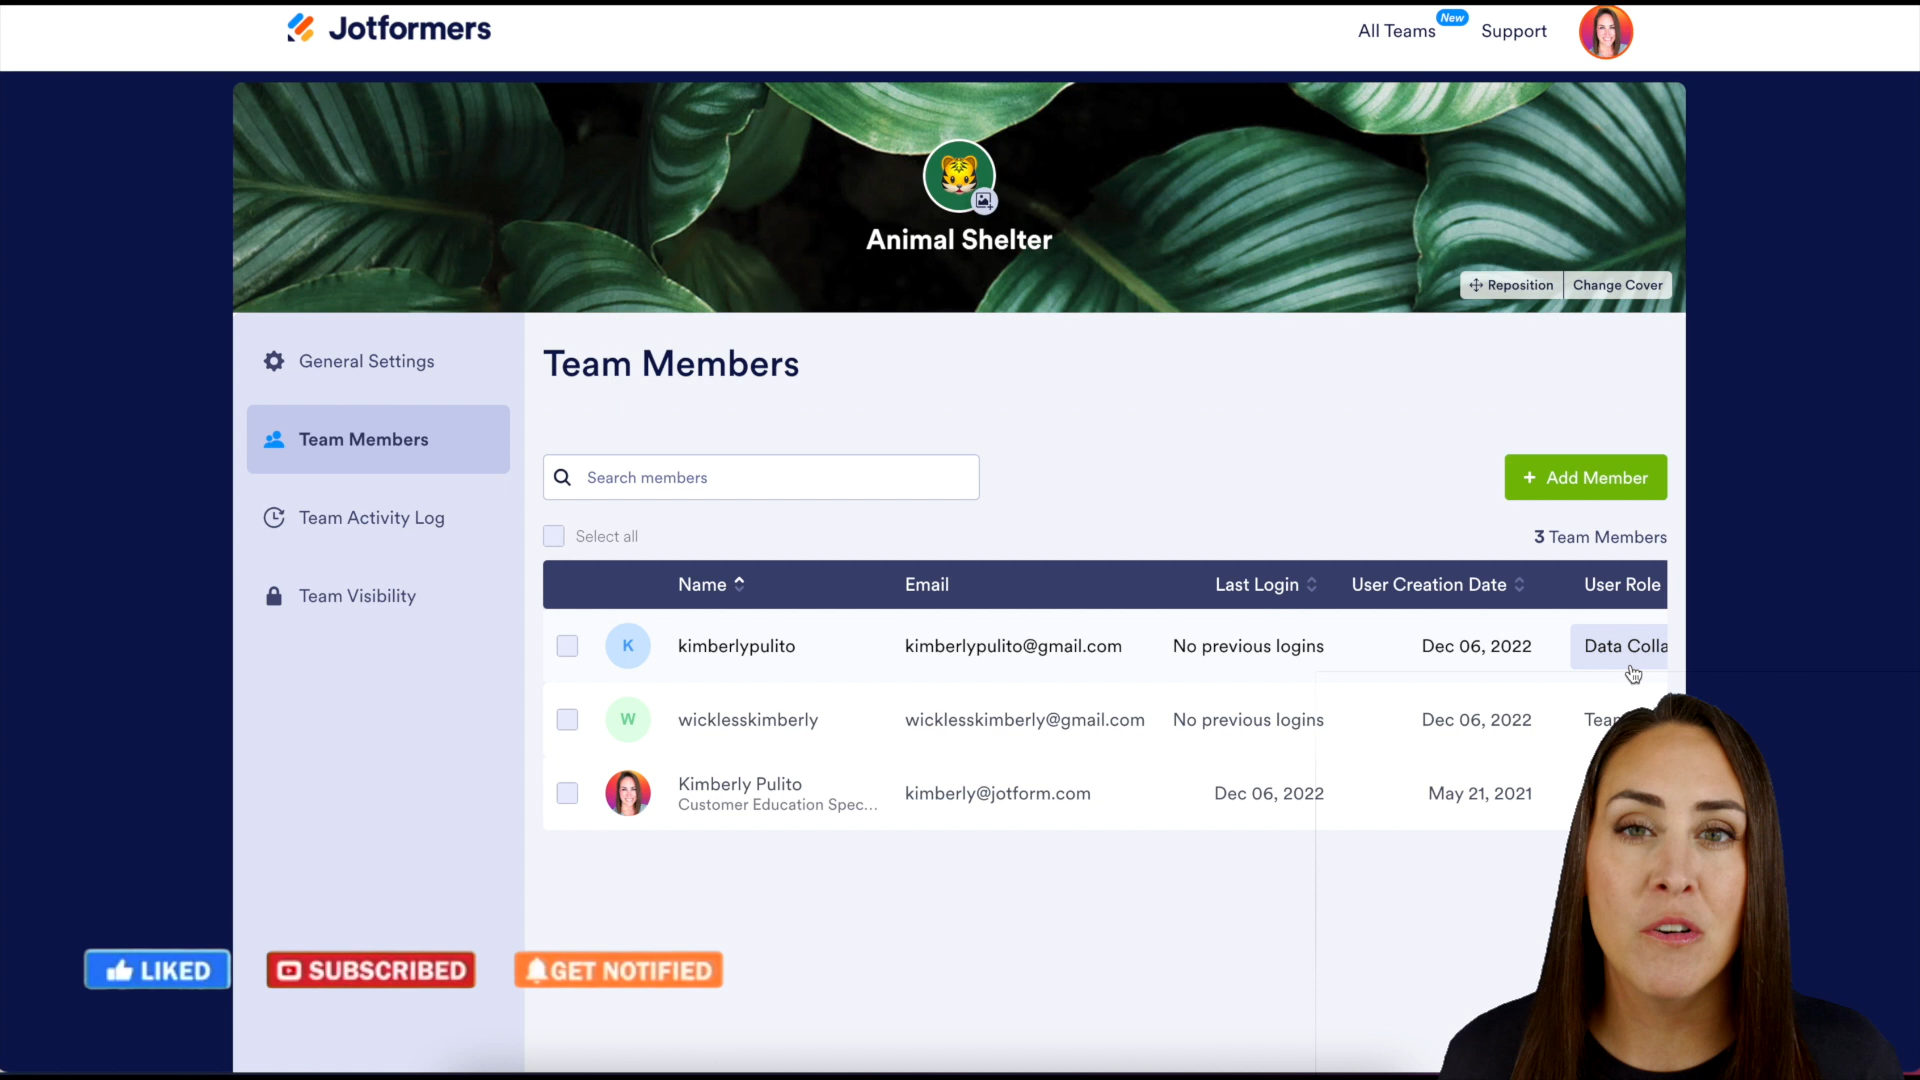 Jotformers
All Teams New Support
Animal Shelter
Reposition Change Cover
General Settings
Team Members
Team Activity Log
Team Visibility
Team Members
Search members
+ Add Member
Select all
3 Team Members
Name Email Last Login User Creation Date User Role
K kimberlypulito kimberlypulito@gmail.com No previous logins Dec 06, 2022 Data Colla
W wicklesskimberly wicklesskimberly@gmail.com No previous logins Dec 06, 2022
Kimberly Pulito kimberly@jotform.com Dec 06, 2022 May 21, 2021
Customer Education Spec...
LIKED SUBSCRIBED GET NOTIFIED